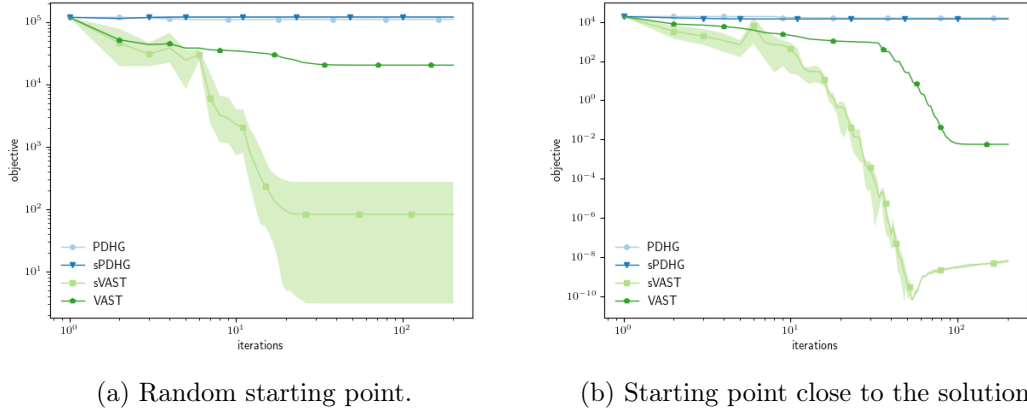 10^5
10^4
10^3
10^2
10^1
objective
PDHG
sPDHG
sVAST
VAST
10^0
10^1
10^2
iterations
10^4
10^2
10^0
10^−2
10^−4
10^−6
10^−8
10^−10
objective
PDHG
sPDHG
sVAST
VAST
10^0
10^1
10^2
iterations
(a) Random starting point.
(b) Starting point close to the solution